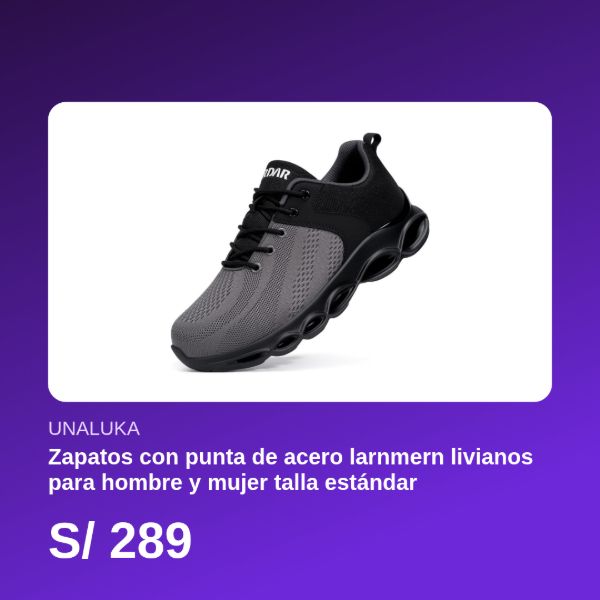 UNALUKA
Zapatos con punta de acero larnmern livianos
para hombre y mujer talla estándar
S/ 289